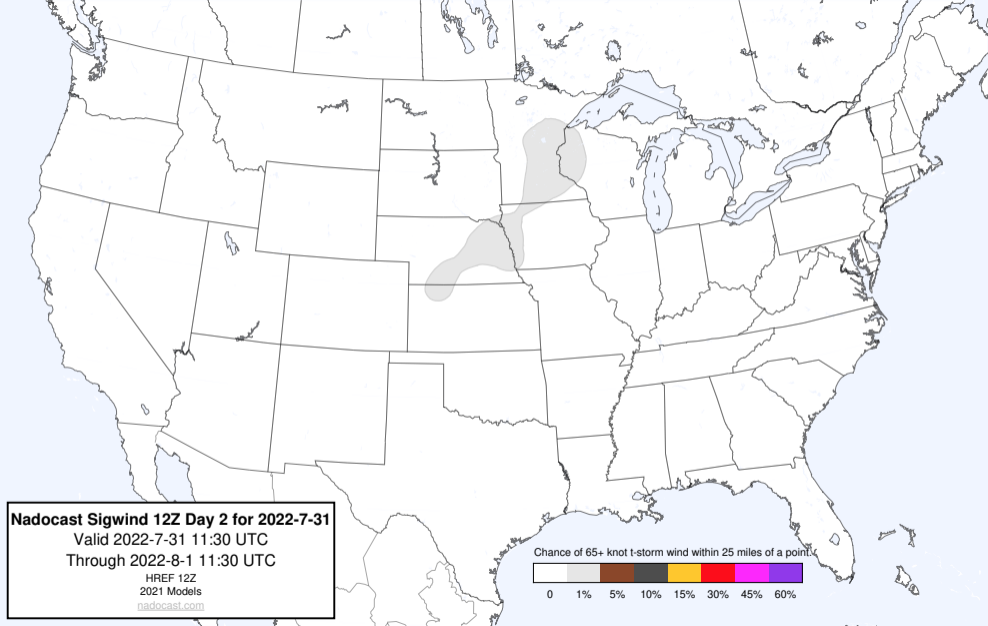 Nadocast Sigwind 12Z Day 2 for 2022-7-31
Valid 2022-7-31 11:30 UTC
Through 2022-8-1 11:30 UTC
HREF 12Z
2021 Models
nadocast.com
Chance of 65+ knot t-storm wind within 25 miles of a point.
0 1% 5% 10% 15% 30% 45% 60%